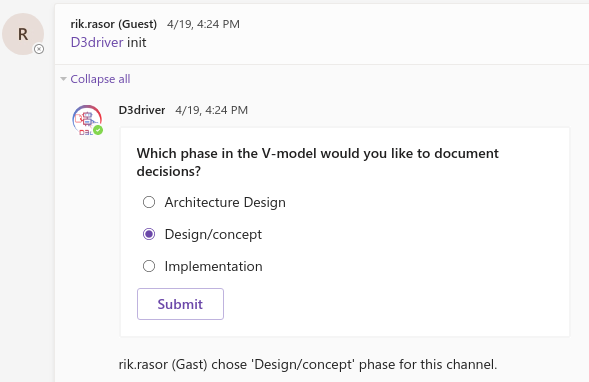 R
rik.rasor (Guest) 4/19, 4:24 PM
D3driver init
Collapse all
D3driver 4/19, 4:24 PM
Which phase in the V-model would you like to document
decisions?
Architecture Design
Design/concept
Implementation
Submit
rik.rasor (Gast) chose 'Design/concept' phase for this channel.